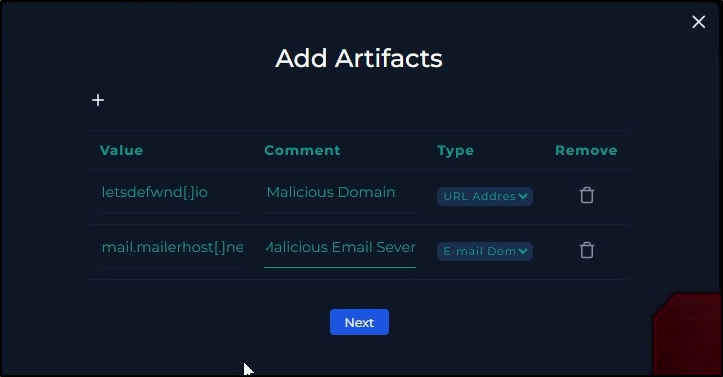 Add Artifacts
Value Comment Type Remove
letsdefwnd[.]io Malicious Domain URL Addres
mail.mailerhost[.]ne Malicious Email Sever E-mail Dom
Next